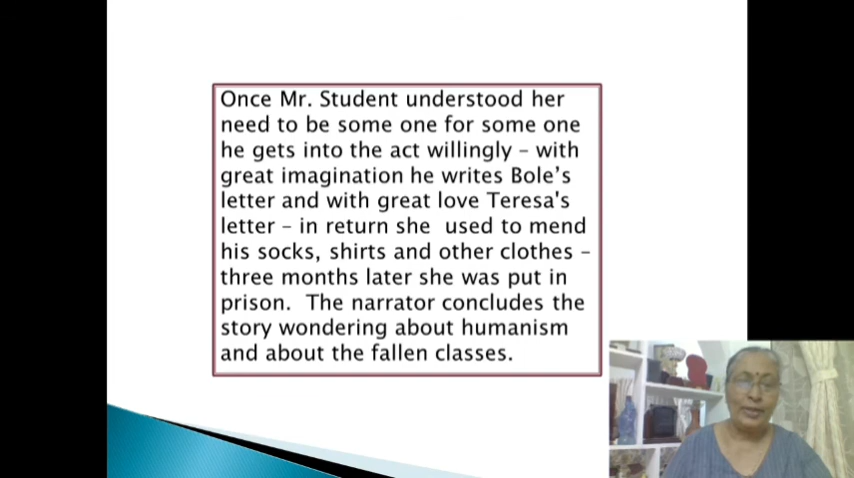 Once Mr. Student understood her
need to be some one for some one
he gets into the act willingly – with
great imagination he writes Bole's
letter and with great love Teresa's
letter – in return she used to mend
his socks, shirts and other clothes –
three months later she was put in
prison. The narrator concludes the
story wondering about humanism
and about the fallen classes.